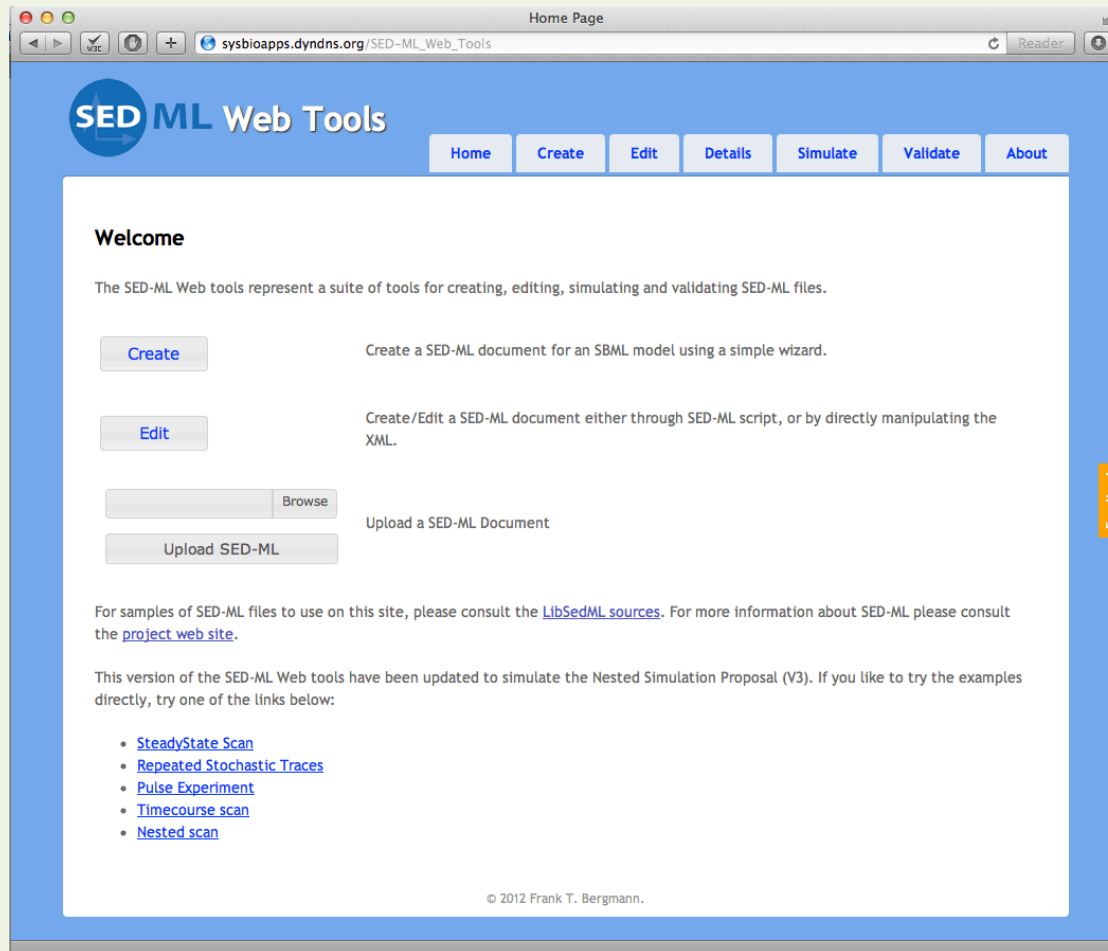 Home Page
W3C
sysbioapps.dyndns.org/SED-ML_Web_Tools
Reader
SED ML Web Tools
Home Create Edit Details Simulate Validate About
Welcome
The SED-ML Web tools represent a suite of tools for creating, editing, simulating and validating SED-ML files.
Create
Create a SED-ML document for an SBML model using a simple wizard.
Edit
Create/Edit a SED-ML document either through SED-ML script, or by directly manipulating the
XML.
Browse
Upload a SED-ML Document
Upload SED-ML
For samples of SED-ML files to use on this site, please consult the LibSedML sources. For more information about SED-ML please consult
the project web site.
This version of the SED-ML Web tools have been updated to simulate the Nested Simulation Proposal (V3). If you like to try the examples
directly, try one of the links below:
• SteadyState Scan
• Repeated Stochastic Traces
• Pulse Experiment
• Timecourse scan
• Nested scan
© 2012 Frank T. Bergmann.